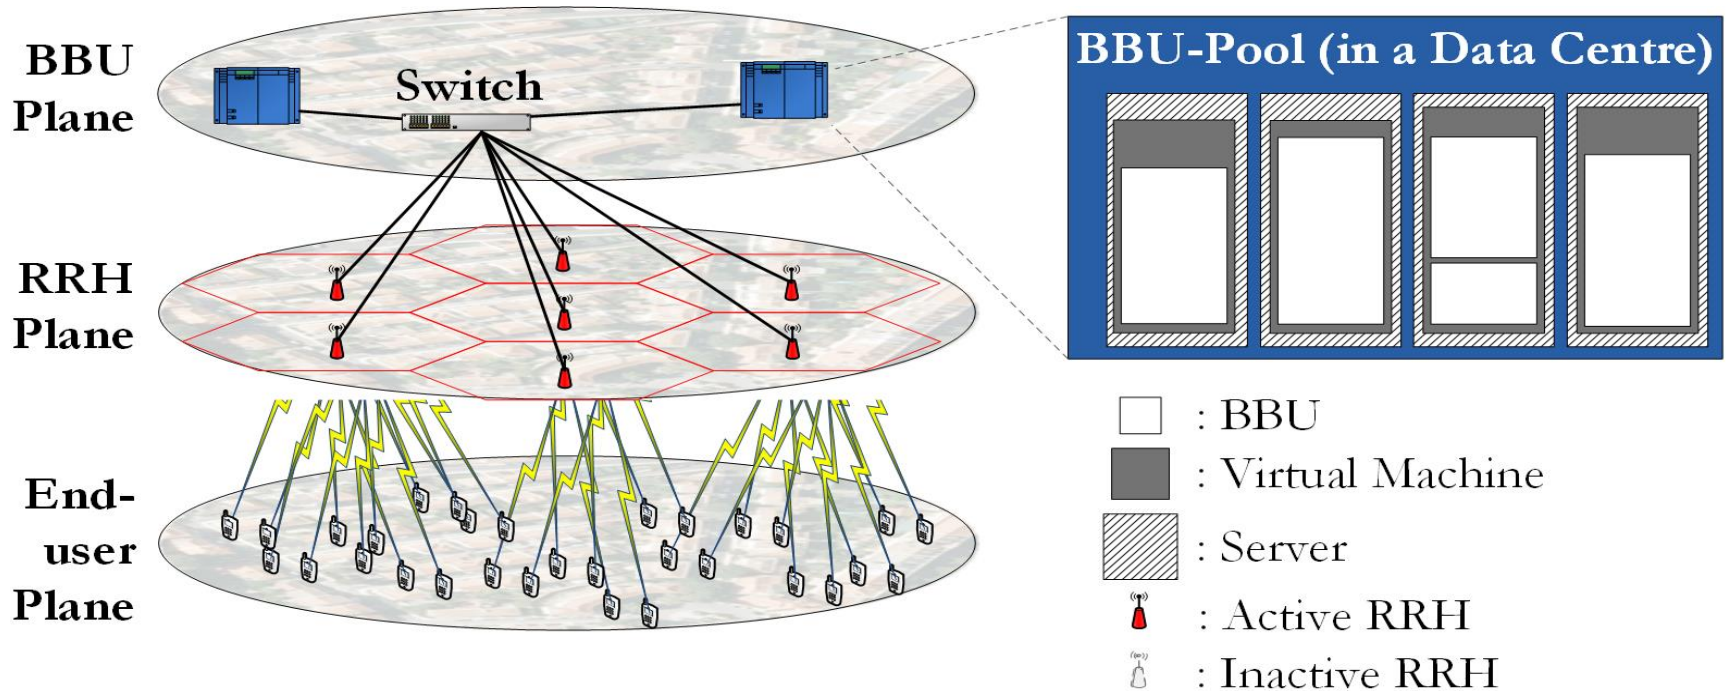 BBU
Plane
Switch
BBU-Pool (in a Data Centre)
RRH
Plane
End-
user
Plane
: BBU
: Virtual Machine
: Server
: Active RRH
: Inactive RRH